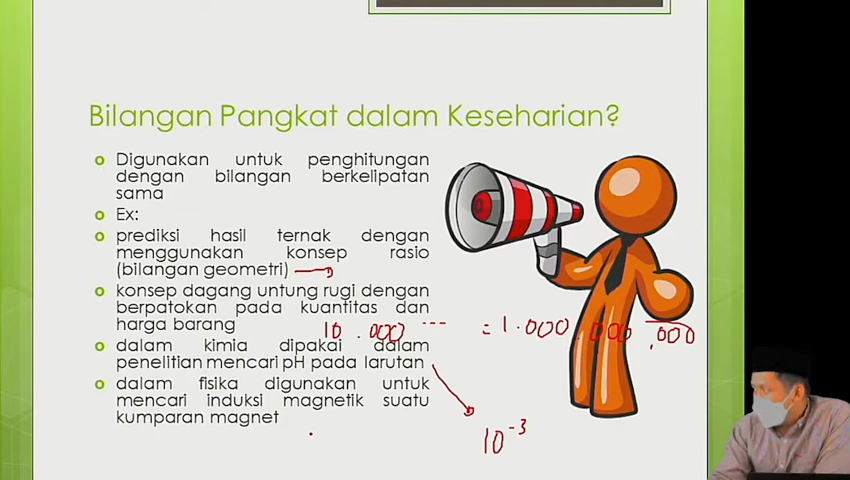 Bilangan Pangkat dalam Keseharian?
Digunakan untuk penghitungan
dengan bilangan berkelipatan
sama
Ex:
prediksi hasil ternak dengan
menggunakan konsep rasio
(bilangan geometri)
konsep dagang untung rugi dengan
berpatokan pada kuantitas dan
harga barang
10.000 --- = 1.000.000.000
dalam kimia dipakai dalam
penelitian mencari pH pada larutan
dalam fisika digunakan untuk
mencari induksi magnetik suatu
kumparan magnet
10⁻³